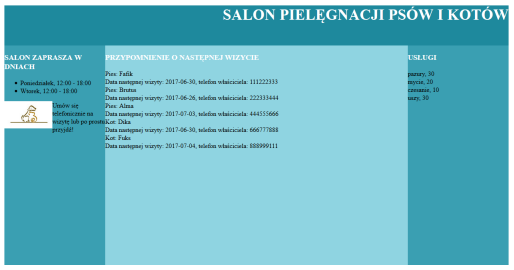 SALON PIELĘGNACJI PSÓW I KOTÓW
SALON ZAPRASZA W
DNIACH
Poniedziałek, 12:00 - 18:00
Wtorek, 12:00 - 18:00
Umów się
telefonicznie na
wizytę lub po prostu
przyjdź!
PRZYPOMNIENIE O NASTĘPNEJ WIZYCIE
Pies: Fafik
Data następnej wizyty: 2017-06-30, telefon właściciela: 111222333
Pies: Brutus
Data następnej wizyty: 2017-06-26, telefon właściciela: 222333444
Pies: Alma
Data następnej wizyty: 2017-07-03, telefon właściciela: 444555666
Kot: Dika
Data następnej wizyty: 2017-06-30, telefon właściciela: 666777888
Kot: Fuks
Data następnej wizyty: 2017-07-04, telefon właściciela: 888999111
USŁUGI
pazury, 30
mycie, 20
czesanie, 10
uszy, 30